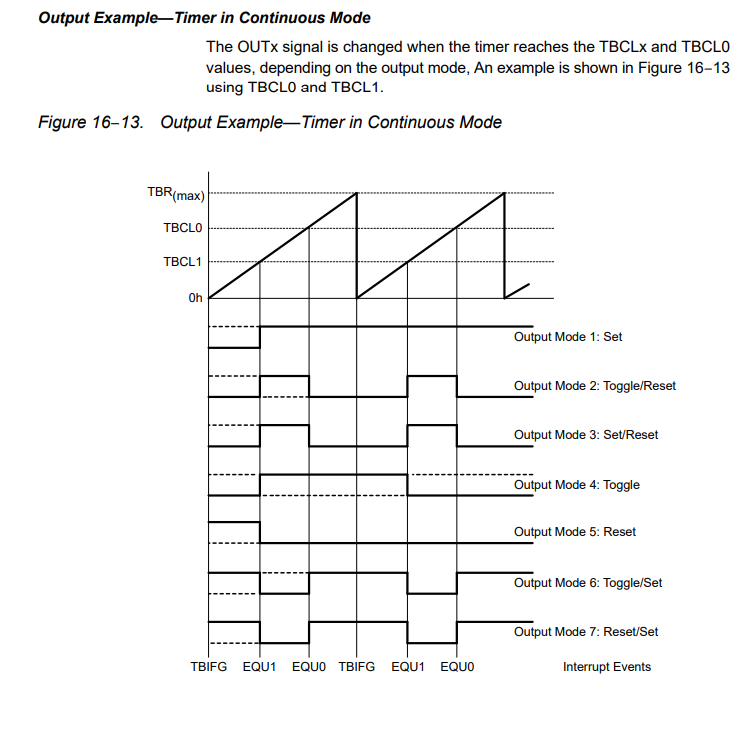 Output Example—Timer in Continuous Mode
The OUTx signal is changed when the timer reaches the TBCLx and TBCL0
values, depending on the output mode, An example is shown in Figure 16–13
using TBCL0 and TBCL1.
Figure 16–13. Output Example—Timer in Continuous Mode
TBR(max)
TBCL0
TBCL1
0h
Output Mode 1: Set
Output Mode 2: Toggle/Reset
Output Mode 3: Set/Reset
Output Mode 4: Toggle
Output Mode 5: Reset
Output Mode 6: Toggle/Set
Output Mode 7: Reset/Set
TBIFG EQU1 EQU0 TBIFG EQU1 EQU0 Interrupt Events